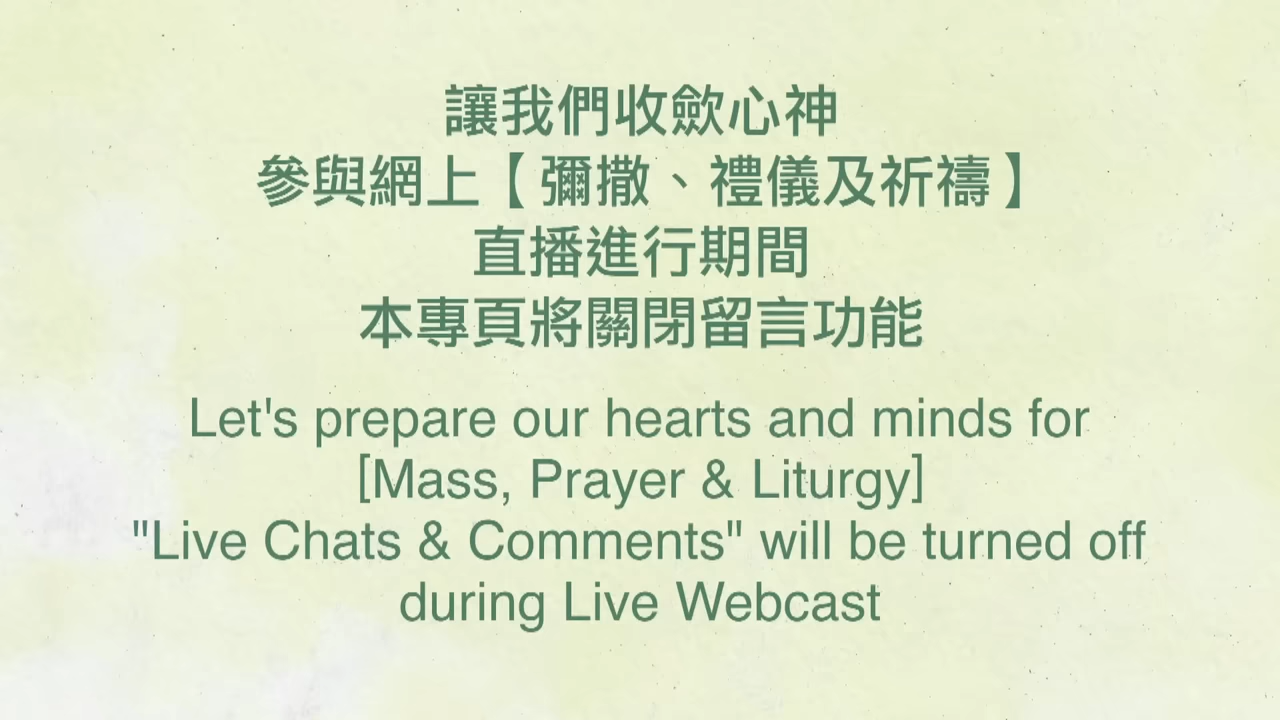 讓我們收歛心神
參與網上【彌撒、禮儀及祈禱】
直播進行期間
本專頁將關閉留言功能
Let's prepare our hearts and minds for
[Mass, Prayer & Liturgy]
"Live Chats & Comments" will be turned off
during Live Webcast